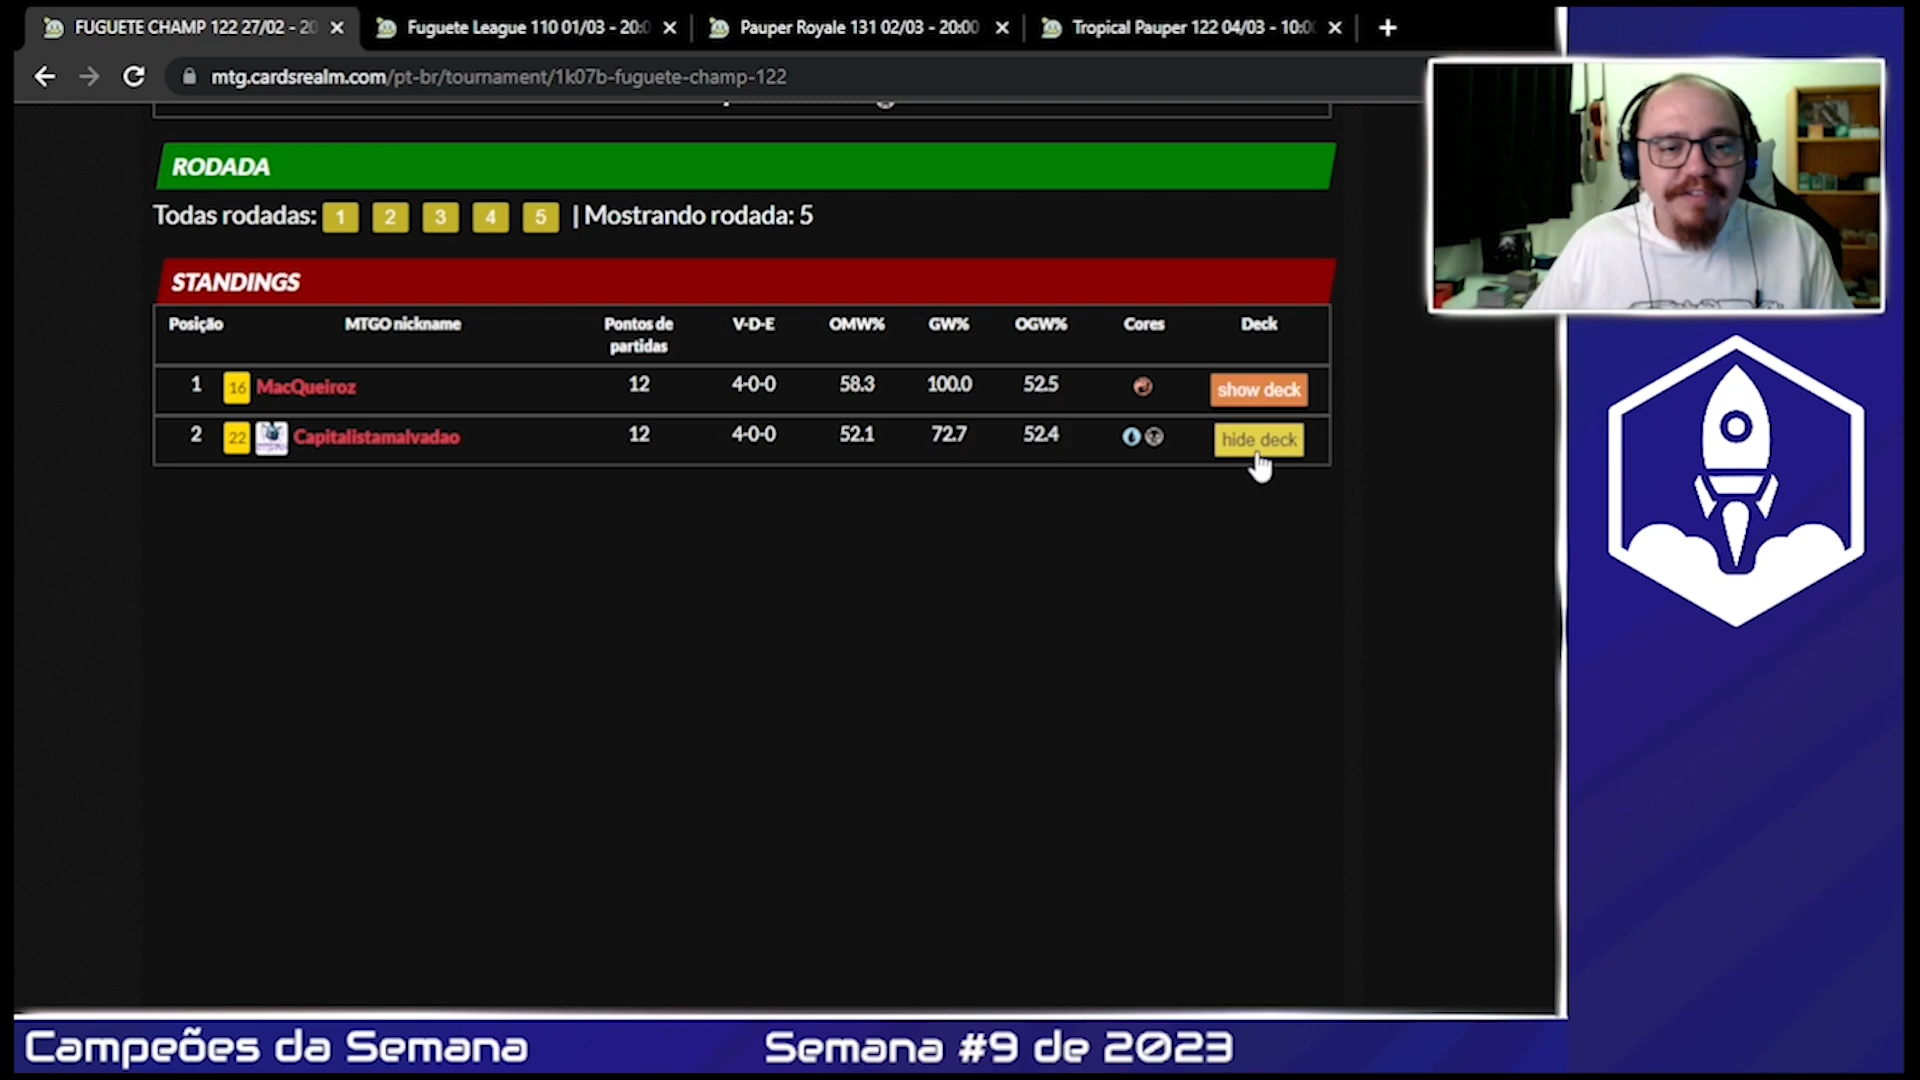 FUGUETE CHAMP 122 27/02 - 20
Fuguete League 110 01/03 - 20:0
Pauper Royale 131 02/03 - 20:00
Tropical Pauper 122 04/03 - 10:0
mtg.cardsrealm.com/pt-br/tournament/1k07b-fuguete-champ-122
RODADA
Todas rodadas: 1 2 3 4 5 | Mostrando rodada: 5
STANDINGS
Posição MTGO nickname Pontos de partidas V-D-E OMW% GW% OGW% Cores Deck
1 16 MacQueiroz 12 4-0-0 58.3 100.0 52.5 show deck
2 22 Capitalistamalvadao 12 4-0-0 52.1 72.7 52.4 hide deck
Campeões da Semana
Semana #9 de 2023